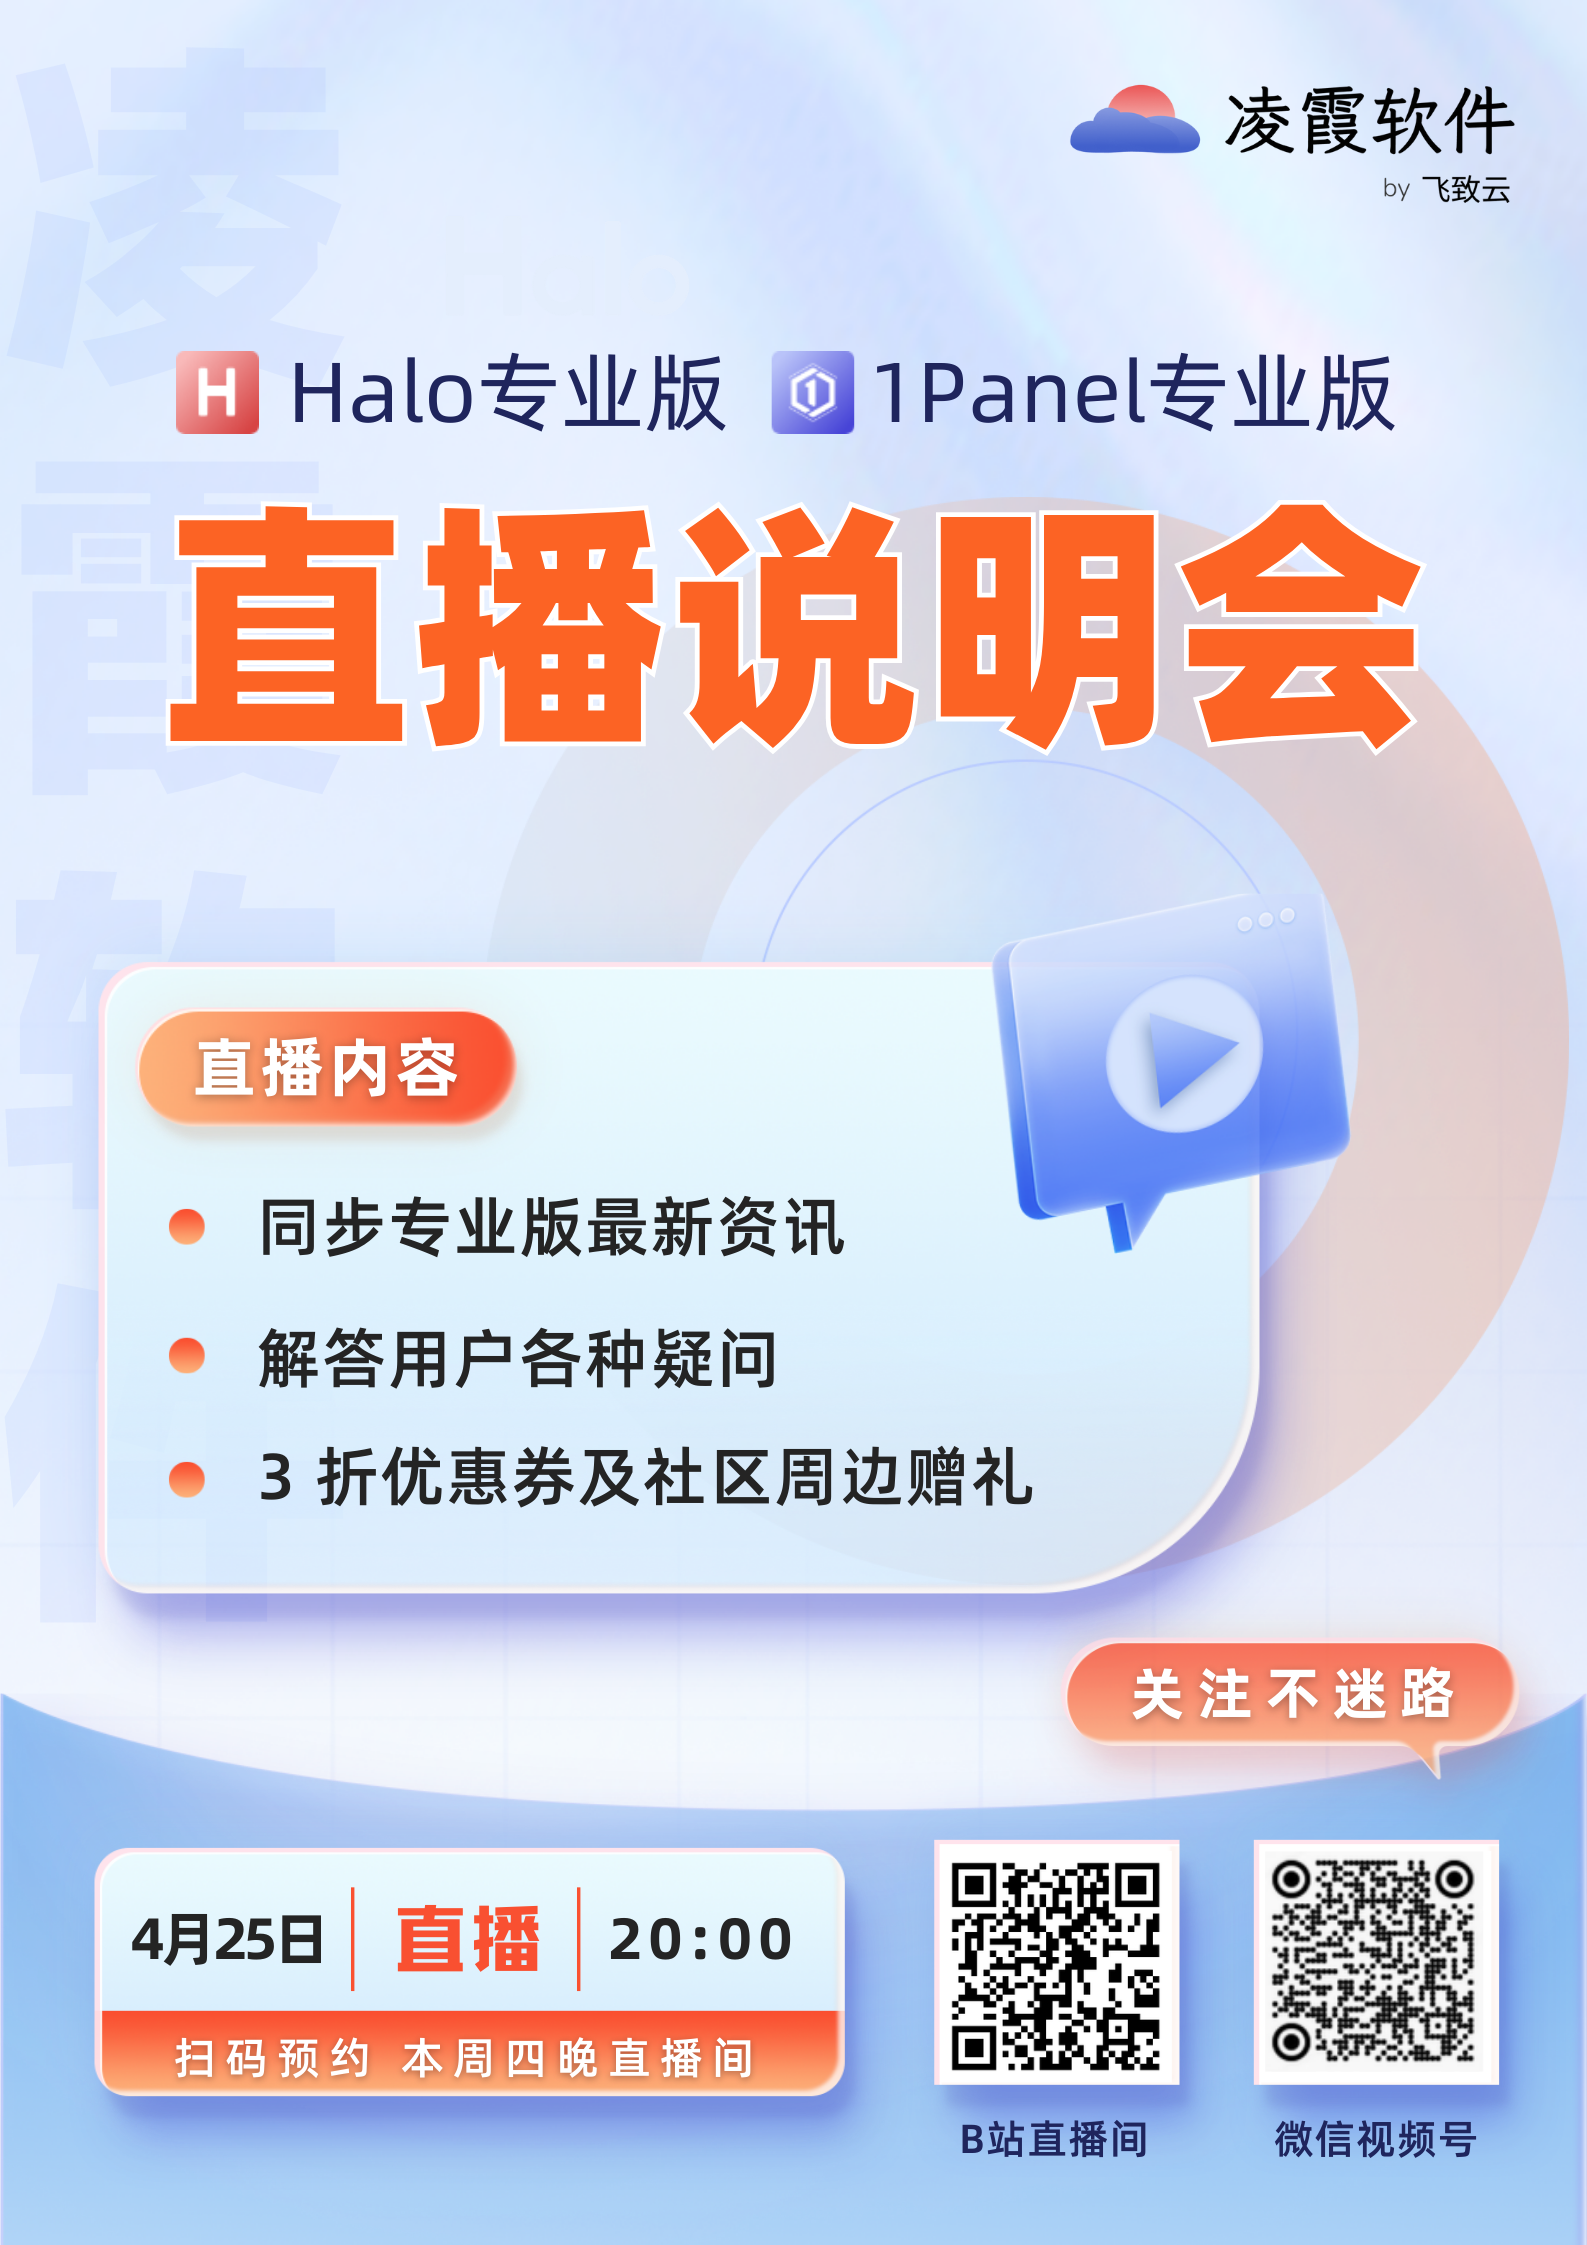 凌霞软件
by 飞致云
Halo专业版 1Panel专业版
直播说明会
直播内容
同步专业版最新资讯
解答用户各种疑问
3 折优惠券及社区周边赠礼
关注不迷路
4月25日 直播 20:00
扫码预约 本周四晚直播间
B站直播间 微信视频号
凌霞软件